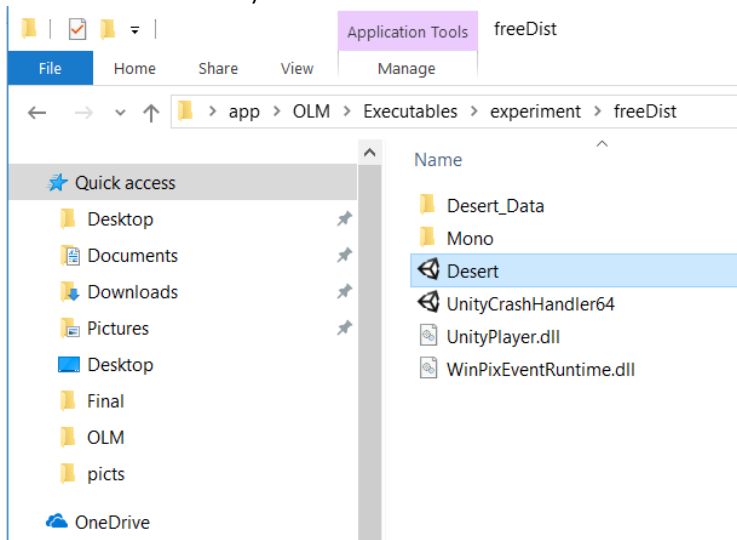 Application Tools freeDist
File Home Share View Manage
app > OLM > Executables > experiment > freeDist
Name
Quick access
Desktop
Documents
Downloads
Pictures
Desktop
Final
OLM
picts
OneDrive
Desert_Data
Mono
Desert
UnityCrashHandler64
UnityPlayer.dll
WinPixEventRuntime.dll